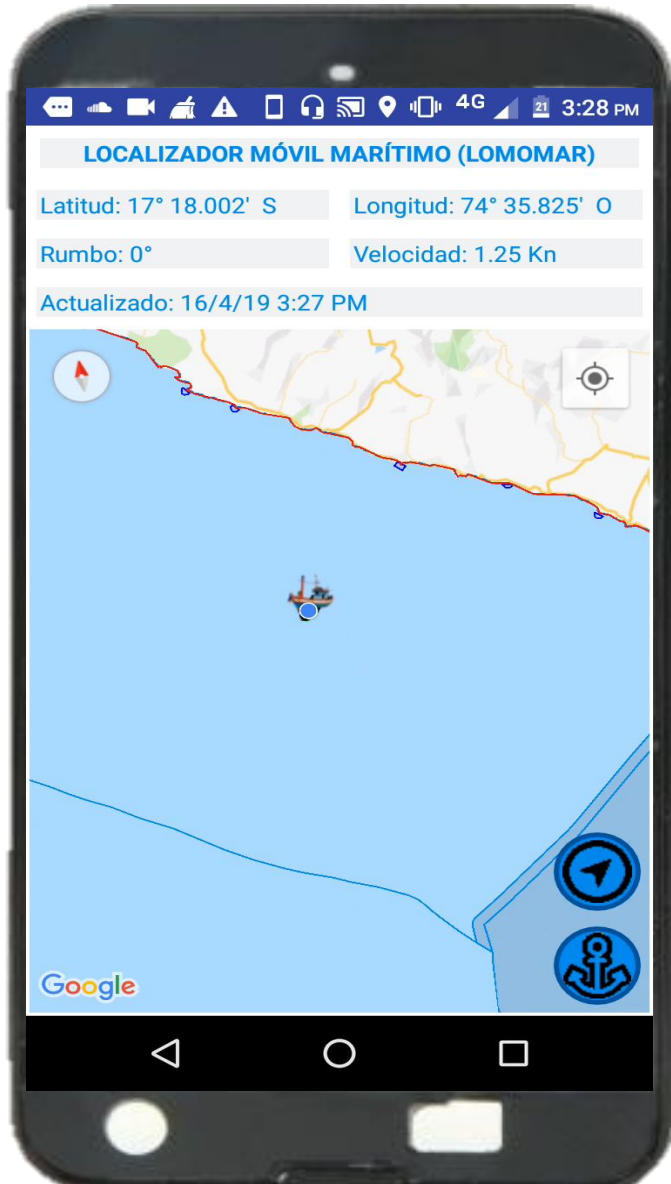 4G 21 3:28 PM
LOCALIZADOR MÓVIL MARÍTIMO (LOMOMAR)
Latitud: 17° 18.002' S Longitud: 74° 35.825' O
Rumbo: 0° Velocidad: 1.25 Kn
Actualizado: 16/4/19 3:27 PM
Google